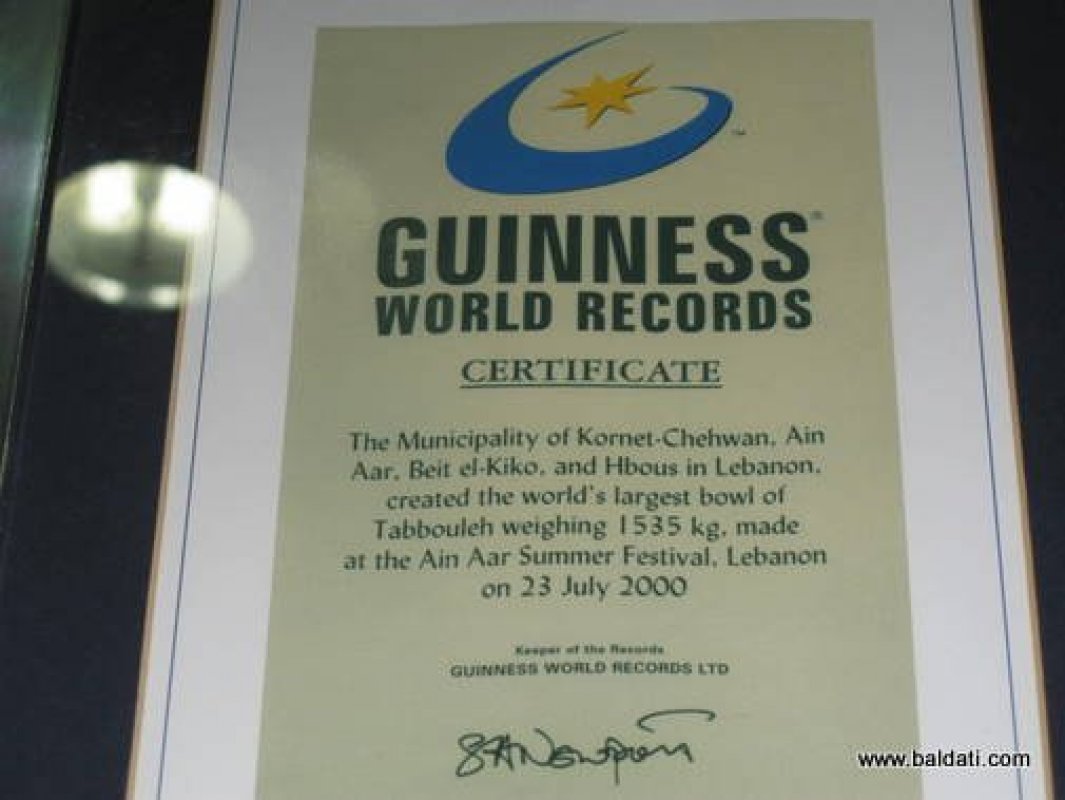 GUINNESS
WORLD RECORDS
CERTIFICATE
The Municipality of Kornet-Chehwan, Ain
Aar, Beit el-Kiko, and Hbous in Lebanon,
created the world's largest bowl of
Tabbouleh weighing 1535 kg, made
at the Ain Aar Summer Festival, Lebanon
on 23 July 2000
Keeper of the Records
GUINNESS WORLD RECORDS LTD
www.baldati.com